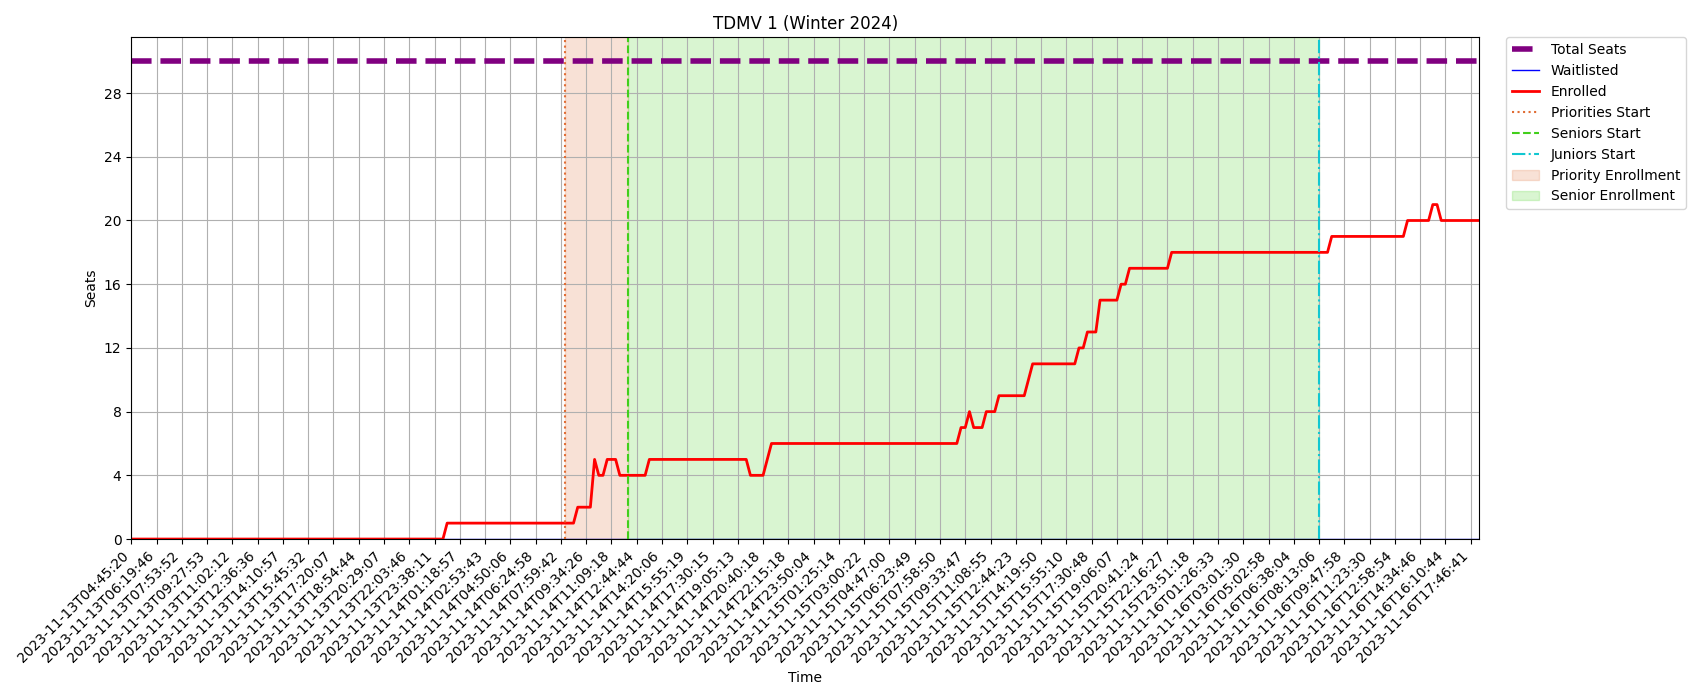 TDMV 1 (Winter 2024)
Total Seats
Waitlisted
Enrolled
Priorities Start
Seniors Start
Juniors Start
Priority Enrollment
Senior Enrollment
Seats
28
24
20
16
12
8
4
0
2023-11-13T04:45:20
2023-11-13T06:19:46
2023-11-13T07:53:52
2023-11-13T09:27:53
2023-11-13T11:02:12
2023-11-13T12:36:36
2023-11-13T14:10:57
2023-11-13T15:45:32
2023-11-13T17:20:07
2023-11-13T18:54:44
2023-11-13T20:29:07
2023-11-13T22:03:46
2023-11-13T23:38:11
2023-11-14T01:18:57
2023-11-14T02:53:43
2023-11-14T04:50:06
2023-11-14T06:24:58
2023-11-14T07:59:42
2023-11-14T09:34:26
2023-11-14T11:09:18
2023-11-14T12:44:44
2023-11-14T14:20:06
2023-11-14T15:55:19
2023-11-14T17:30:15
2023-11-14T19:05:13
2023-11-14T20:40:18
2023-11-14T22:15:18
2023-11-14T23:50:04
2023-11-15T01:25:14
2023-11-15T03:00:22
2023-11-15T04:47:00
2023-11-15T06:23:49
2023-11-15T07:58:50
2023-11-15T09:33:47
2023-11-15T11:08:55
2023-11-15T12:44:23
2023-11-15T14:19:50
2023-11-15T15:55:10
2023-11-15T17:30:48
2023-11-15T19:06:07
2023-11-15T20:41:24
2023-11-15T22:16:27
2023-11-15T23:51:18
2023-11-16T01:26:33
2023-11-16T03:01:30
2023-11-16T05:02:58
2023-11-16T06:38:04
2023-11-16T08:13:06
2023-11-16T09:47:58
2023-11-16T11:23:30
2023-11-16T12:58:54
2023-11-16T14:34:46
2023-11-16T16:10:44
2023-11-16T17:46:41
Time